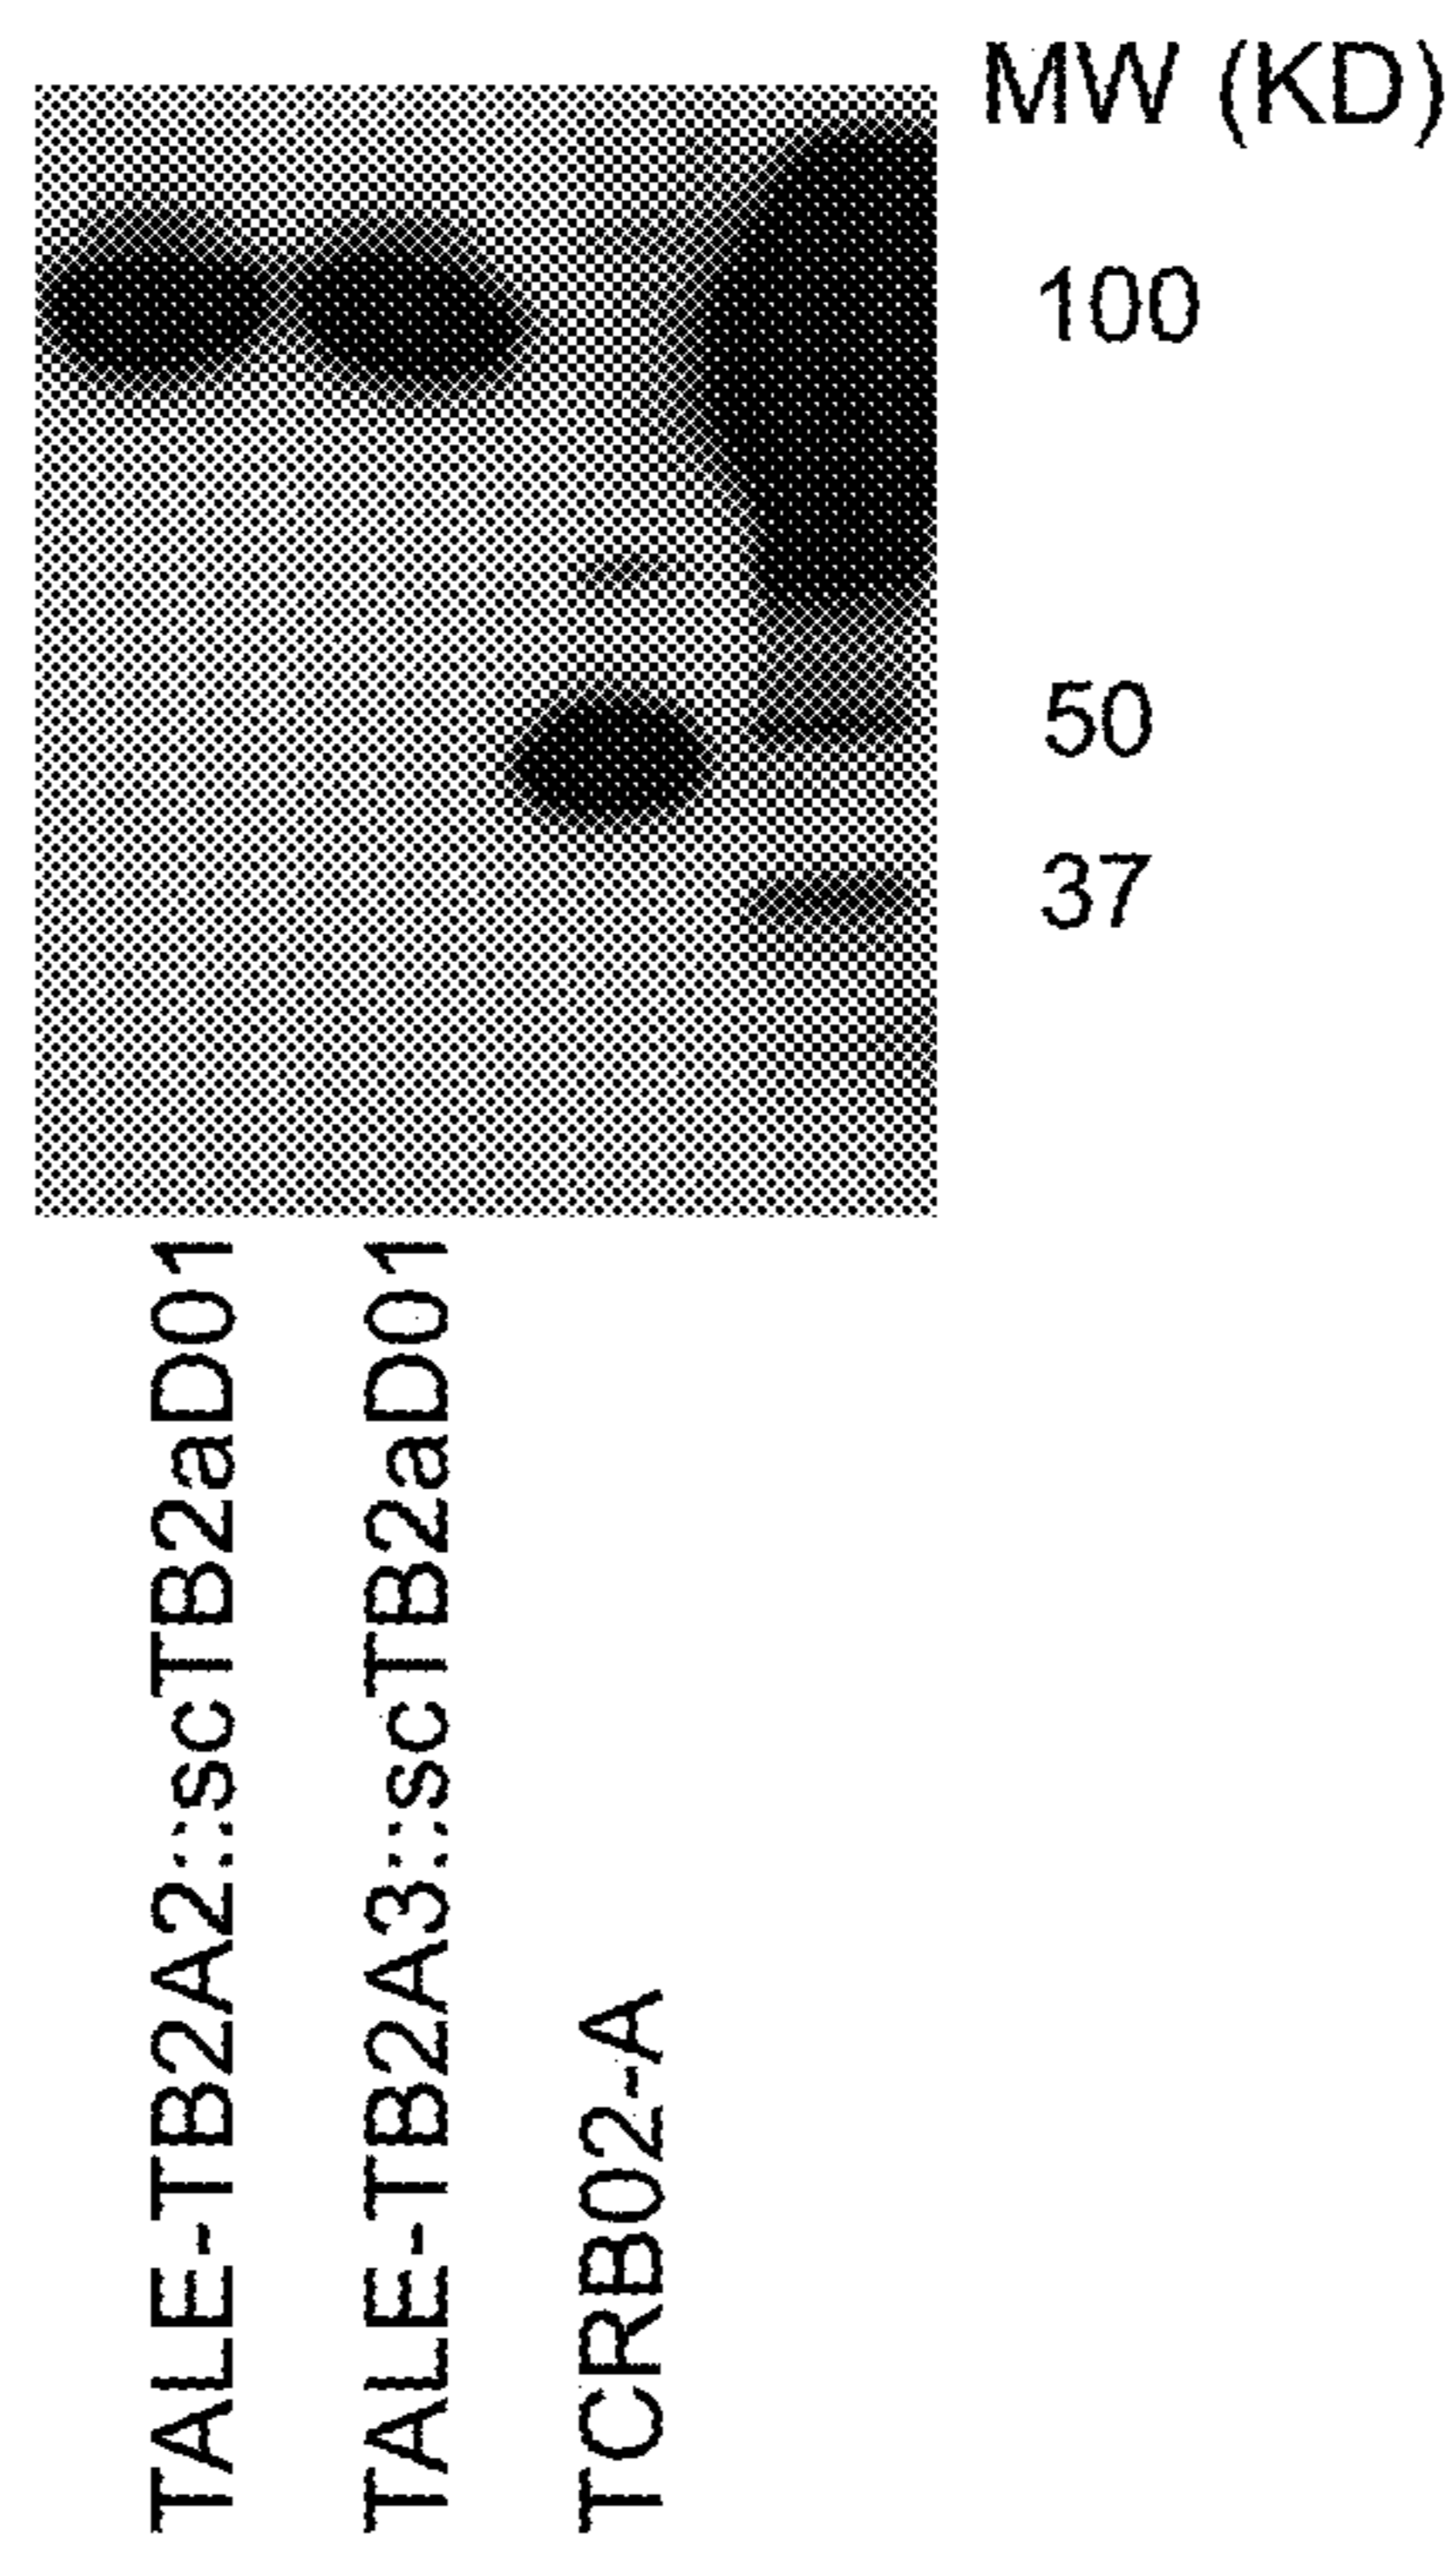 MW (KD)
100
50
37
TALE-TB2A2::scTB2aD01
TALE-TB2A3::scTB2aD01
TCRB02-A